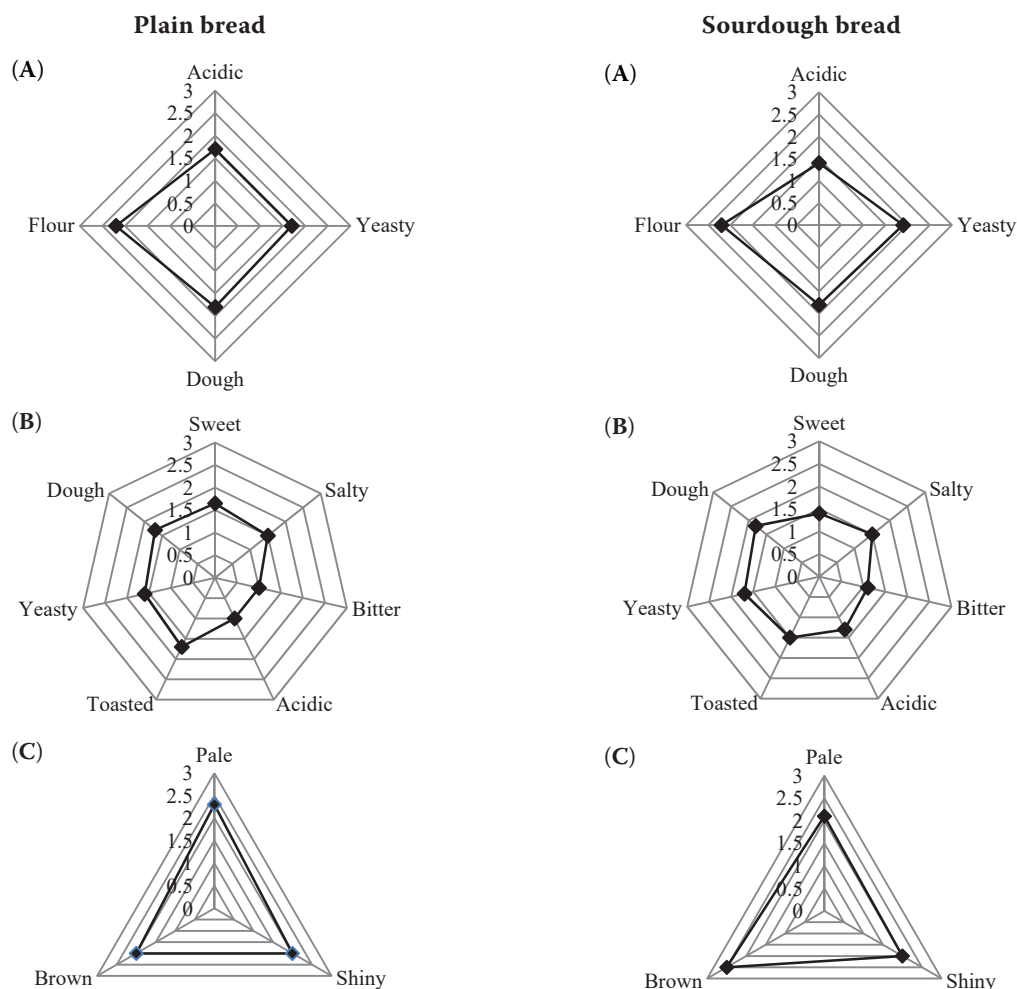 Plain bread
Sourdough bread
(A)
Acidic
3
2.5
2
1.5
1
0.5
0
Flour
Yeasty
Dough
(A)
Acidic
3
2.5
2
1.5
1
0.5
0
Flour
Yeasty
Dough
(B)
Sweet
3
2.5
2
1.5
1
0.5
0
Dough
Salty
Yeasty
Bitter
Toasted
Acidic
(B)
Sweet
3
2.5
2
1.5
1
0.5
0
Dough
Salty
Yeasty
Bitter
Toasted
Acidic
(C)
Pale
3
2.5
2
1.5
1
0.5
0
Brown
Shiny
(C)
Pale
3
2.5
2
1.5
1
0.5
0
Brown
Shiny